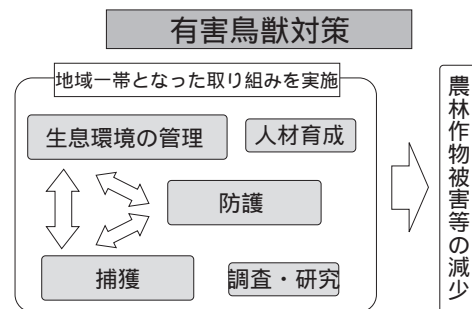 有害鳥獣対策
地域一帯となった取り組みを実施
生息環境の管理
人材育成
防護
捕獲
調査・研究
農林作物被害等の減少